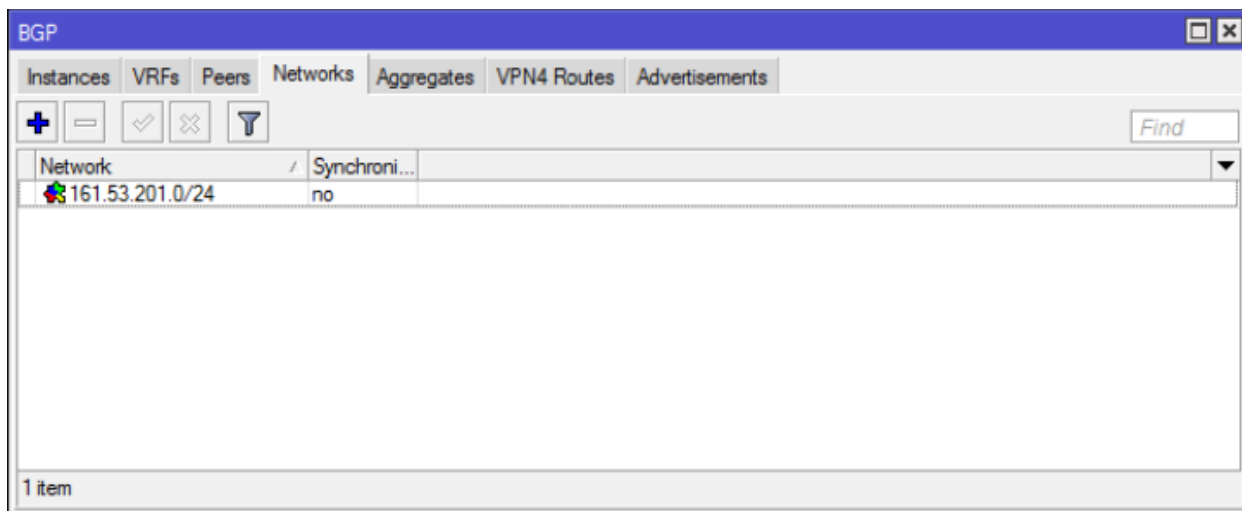 BGP
Instances VRFs Peers Networks Aggregates VPN4 Routes Advertisements
Find
Network Synchroni...
161.53.201.0/24 no
1 item